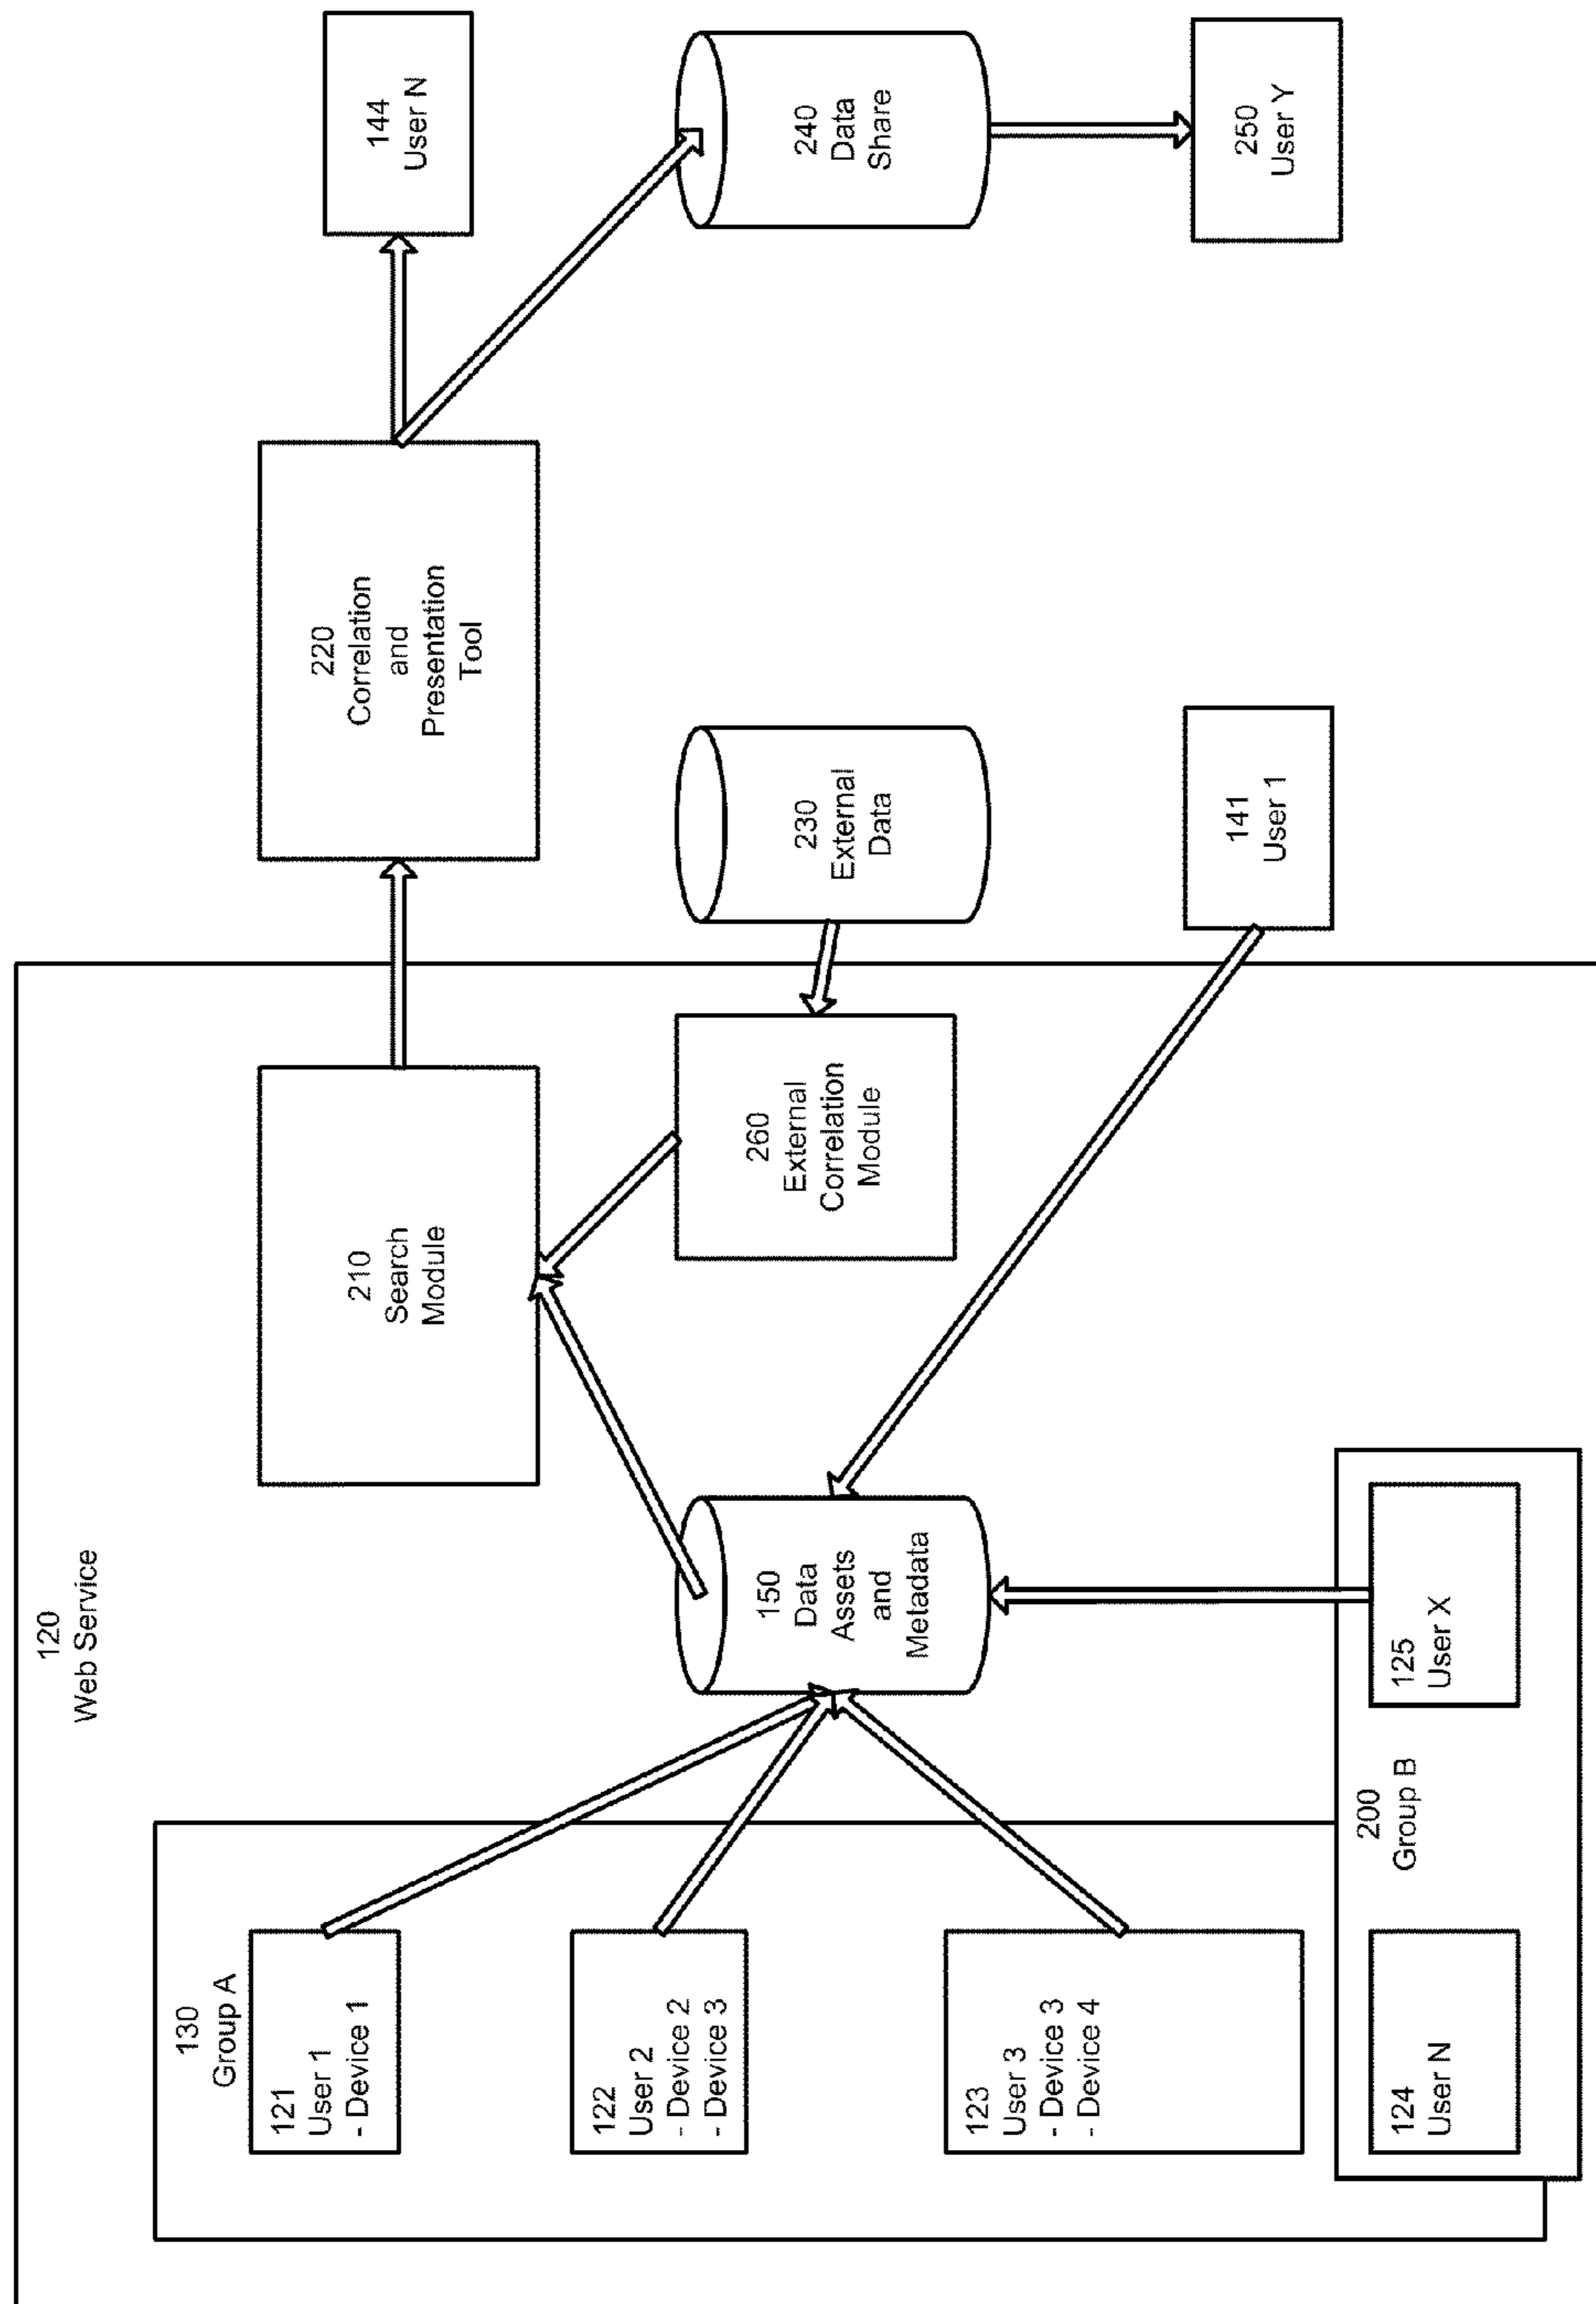 120
Web Service
130
Group A
121
User 1
- Device 1
122
User 2
- Device 2
- Device 3
123
User 3
- Device 3
- Device 4
124
User N
200
Group B
125
User X
150
Data
Assets
and
Metadata
210
Search
Module
260
External
Correlation
Module
230
External
Data
141
User 1
220
Correlation
and
Presentation
Tool
144
User N
240
Data
Share
250
User Y